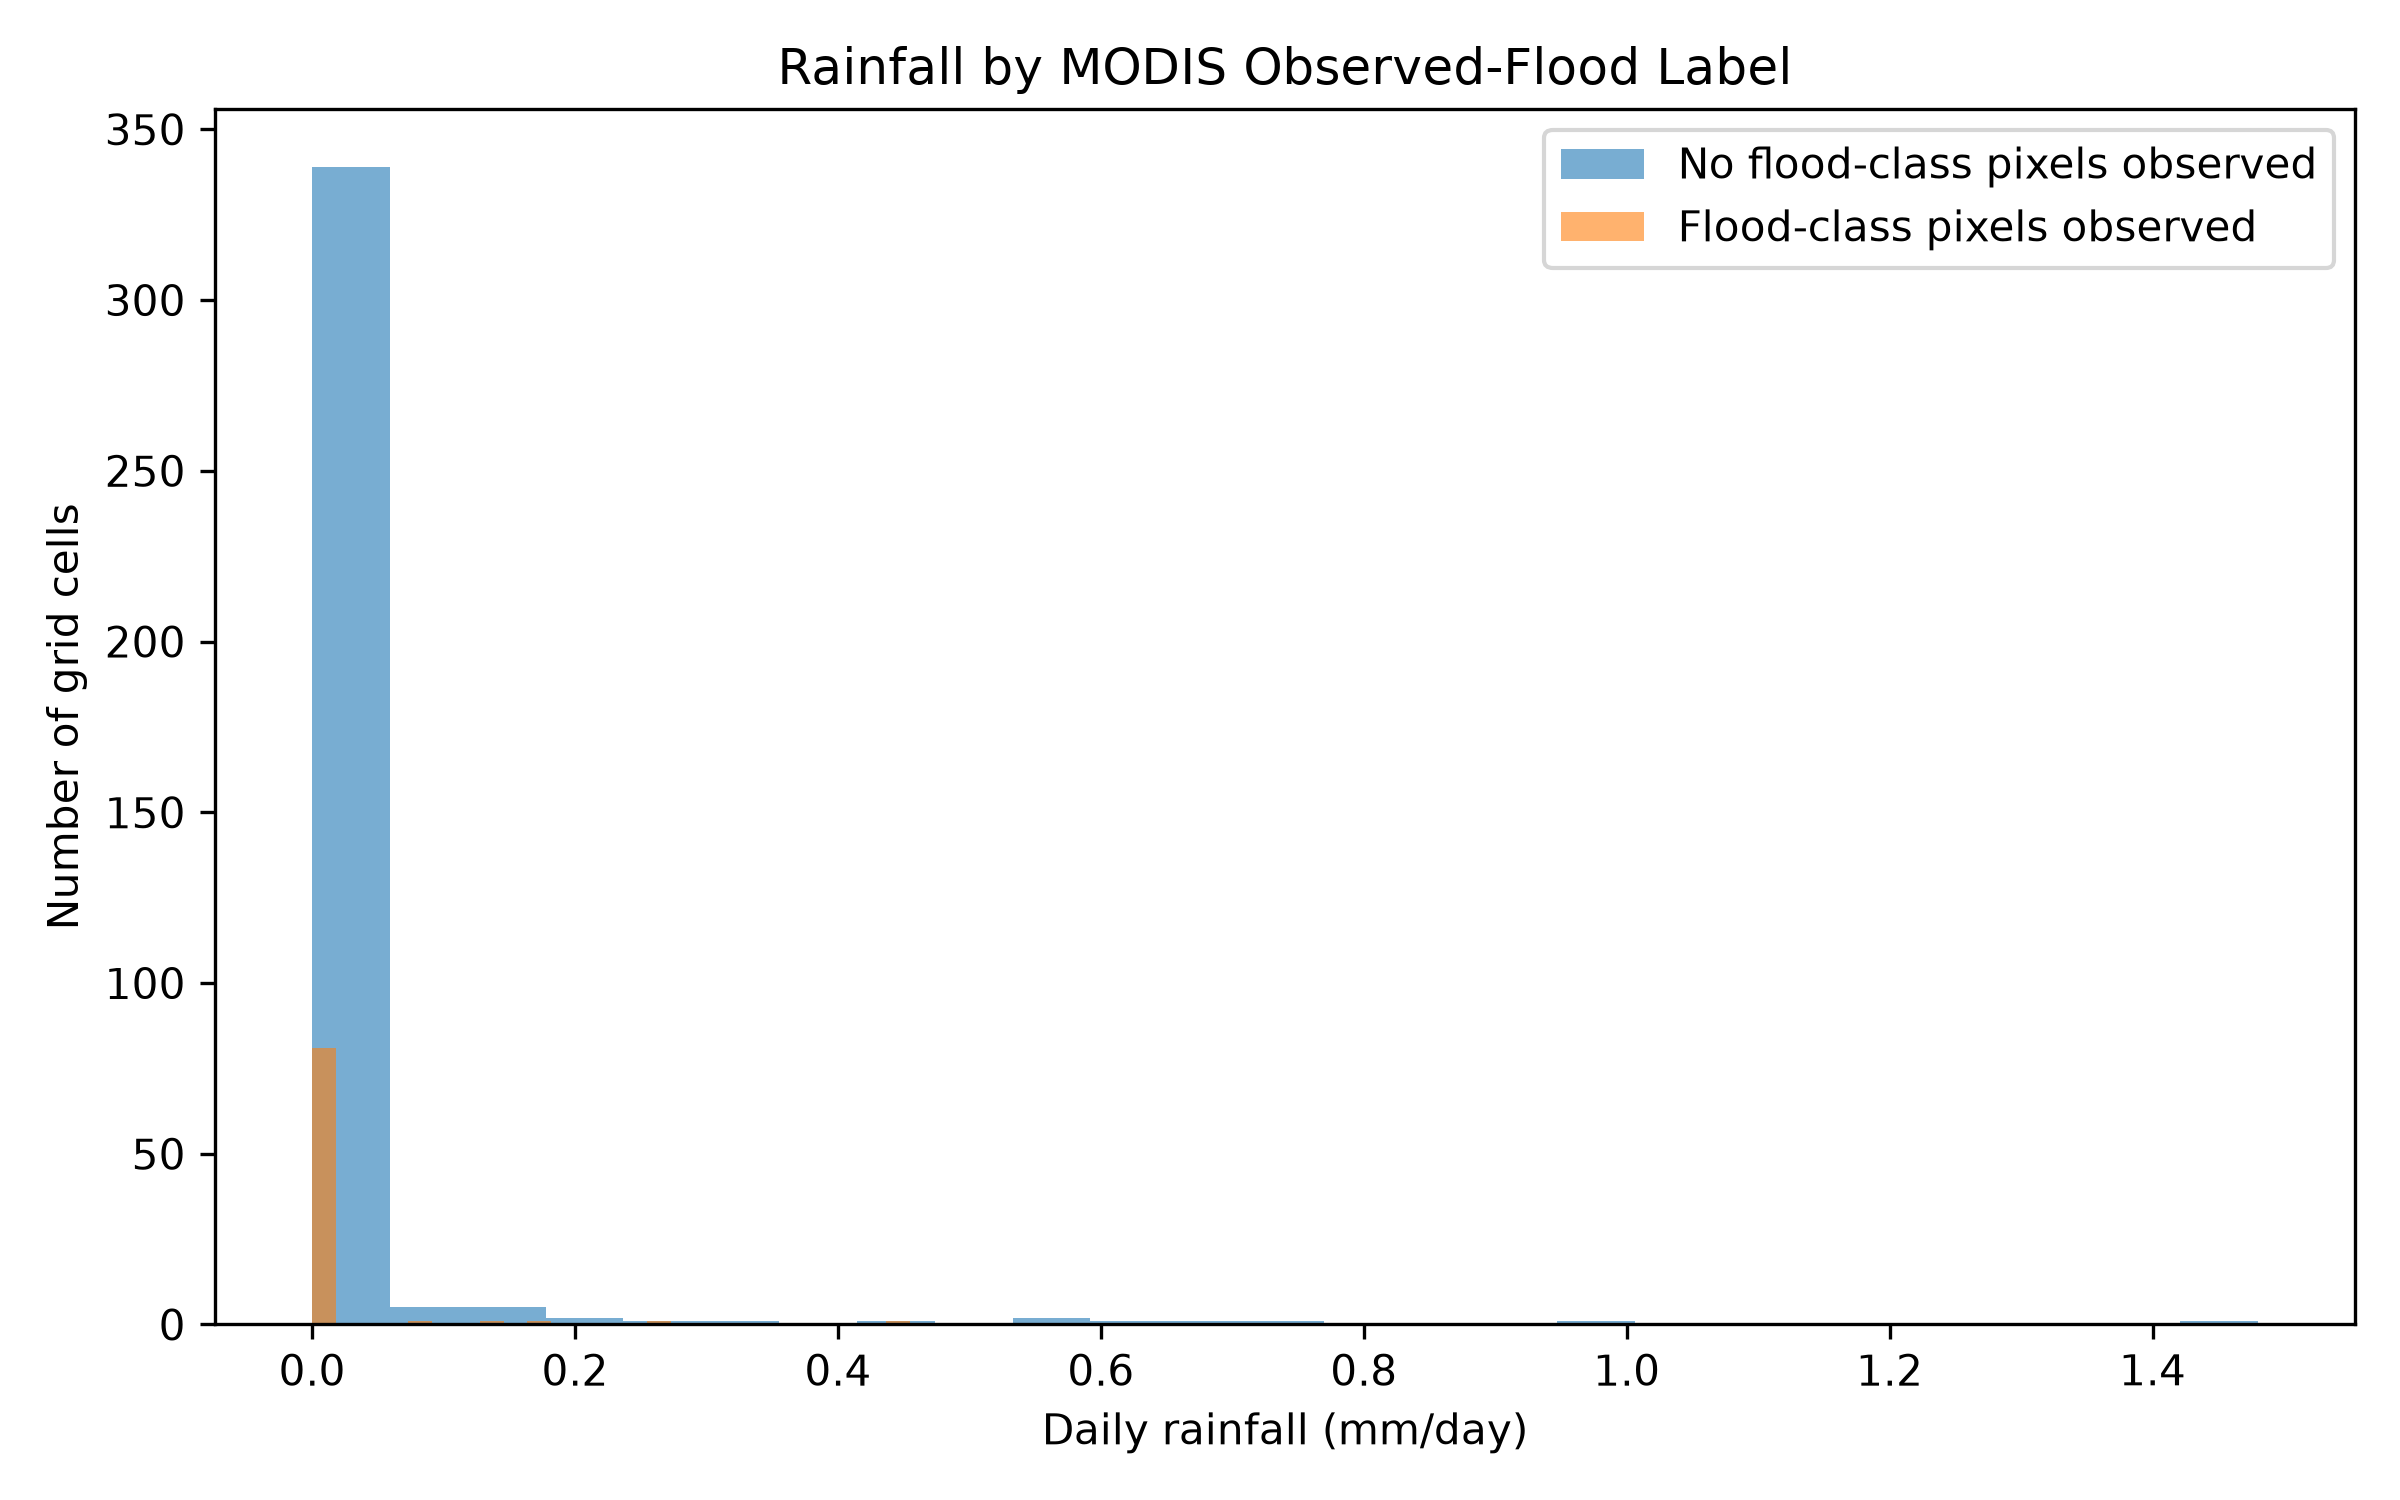 Rainfall by MODIS Observed-Flood Label
No flood-class pixels observed
Flood-class pixels observed
Number of grid cells
350
300
250
200
150
100
50
0
0.0 0.2 0.4 0.6 0.8 1.0 1.2 1.4
Daily rainfall (mm/day)